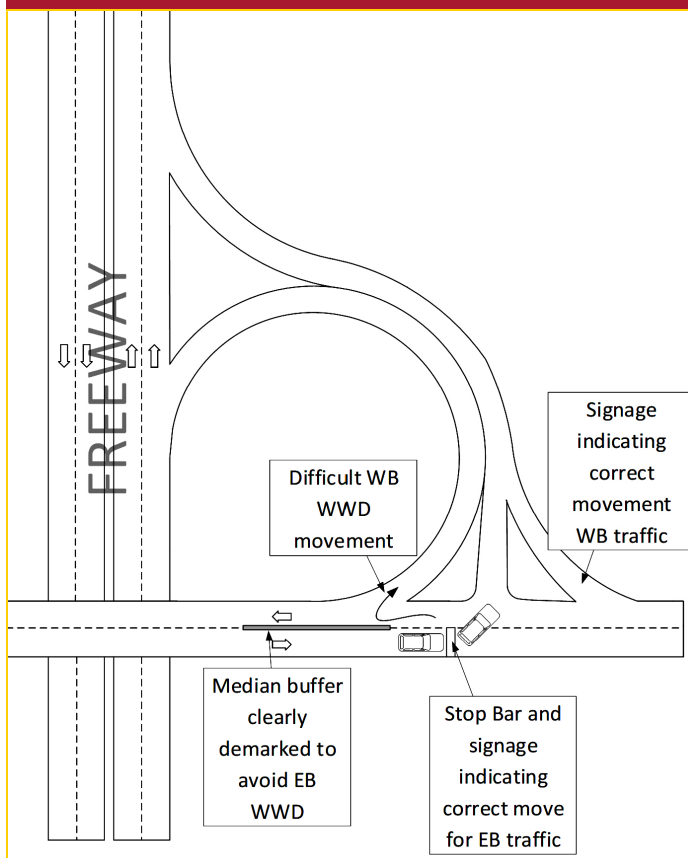 FREEWAY
Signage
indicating
correct
movement
WB traffic
Difficult WB
WWD
movement
Median buffer
clearly
demarked to
avoid EB
WWD
Stop Bar and
signage
indicating
correct move
for EB traffic